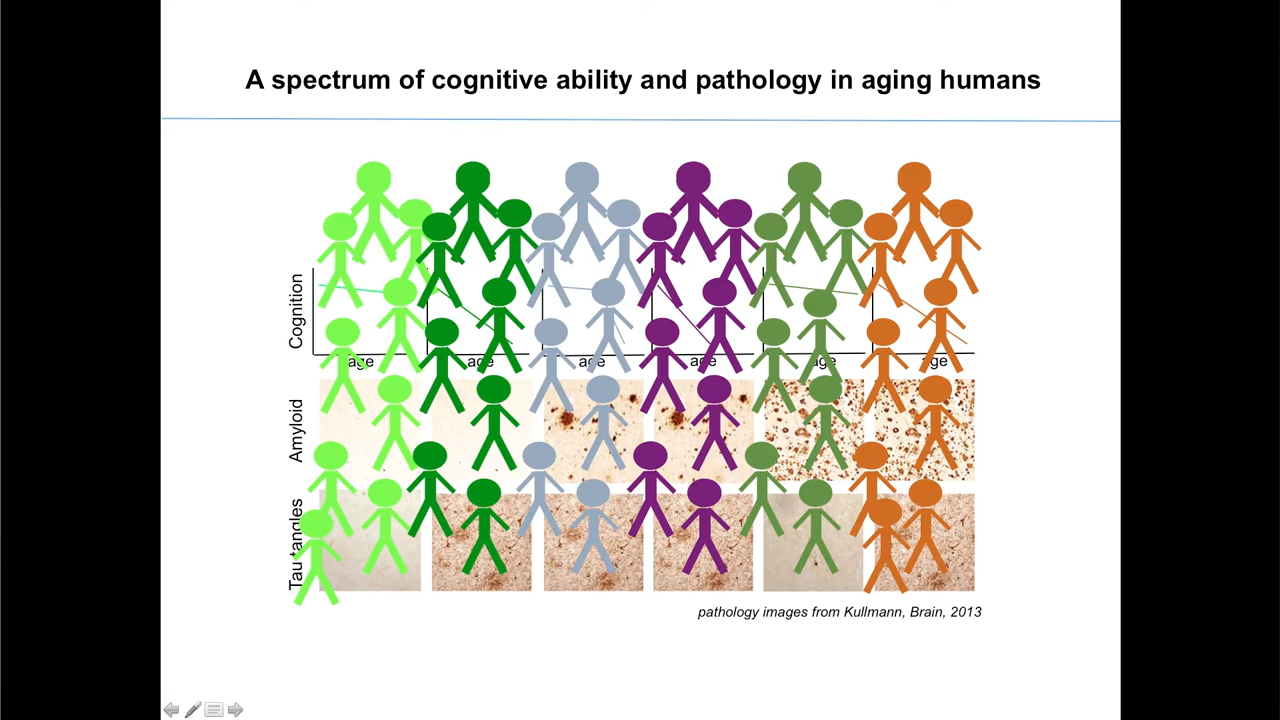 A spectrum of cognitive ability and pathology in aging humans
Cognition
age age age age age age
Amyloid
Tau tangles
pathology images from Kullmann, Brain, 2013